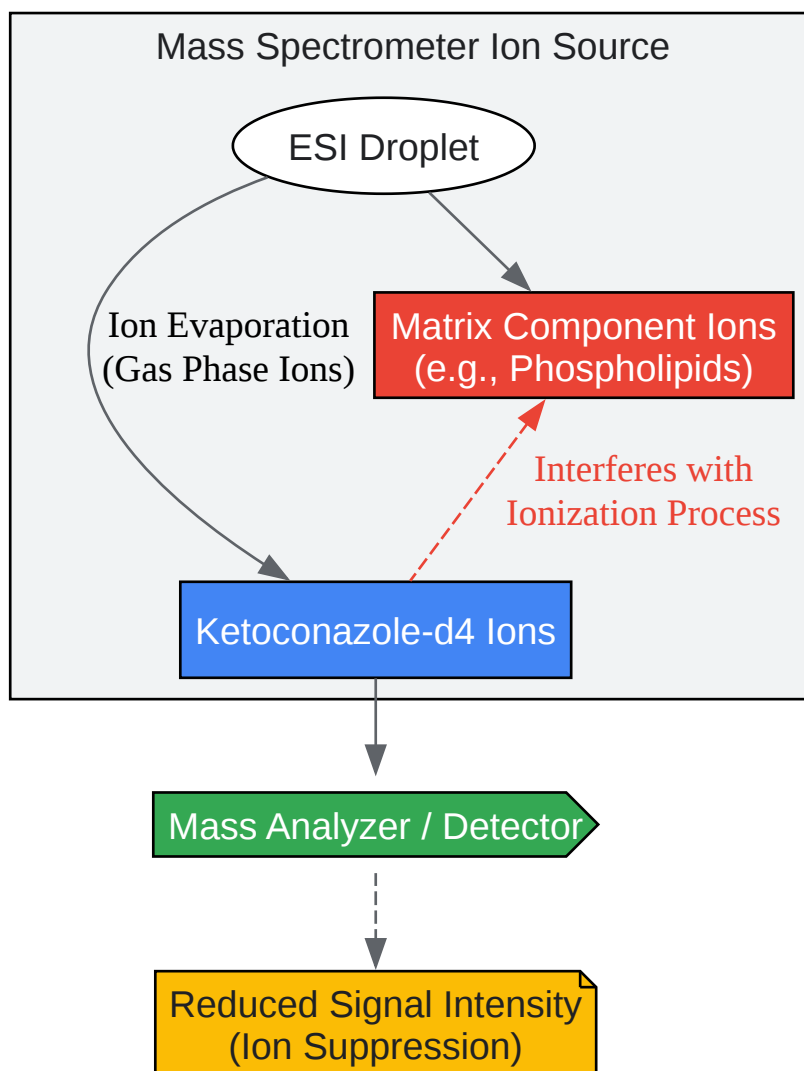 Mass Spectrometer Ion Source
ESI Droplet
Ion Evaporation
(Gas Phase Ions)
Matrix Component Ions
(e.g., Phospholipids)
Interferes with
Ionization Process
Ketoconazole-d4 Ions
Mass Analyzer / Detector
Reduced Signal Intensity
(Ion Suppression)